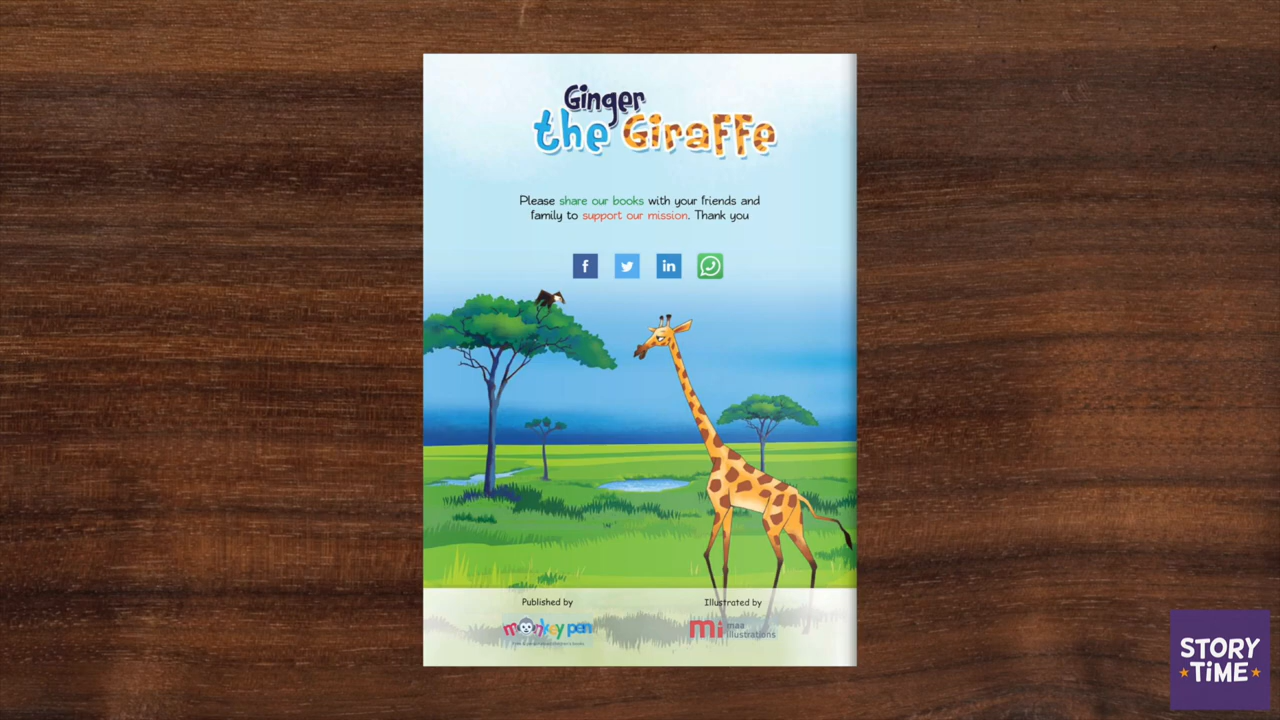 Ginger
the Giraffe
Please share our books with your friends and
family to support our mission. Thank you
Published by
Illustrated by
monkey pen
mi maa
illustrations
STORY
TIME